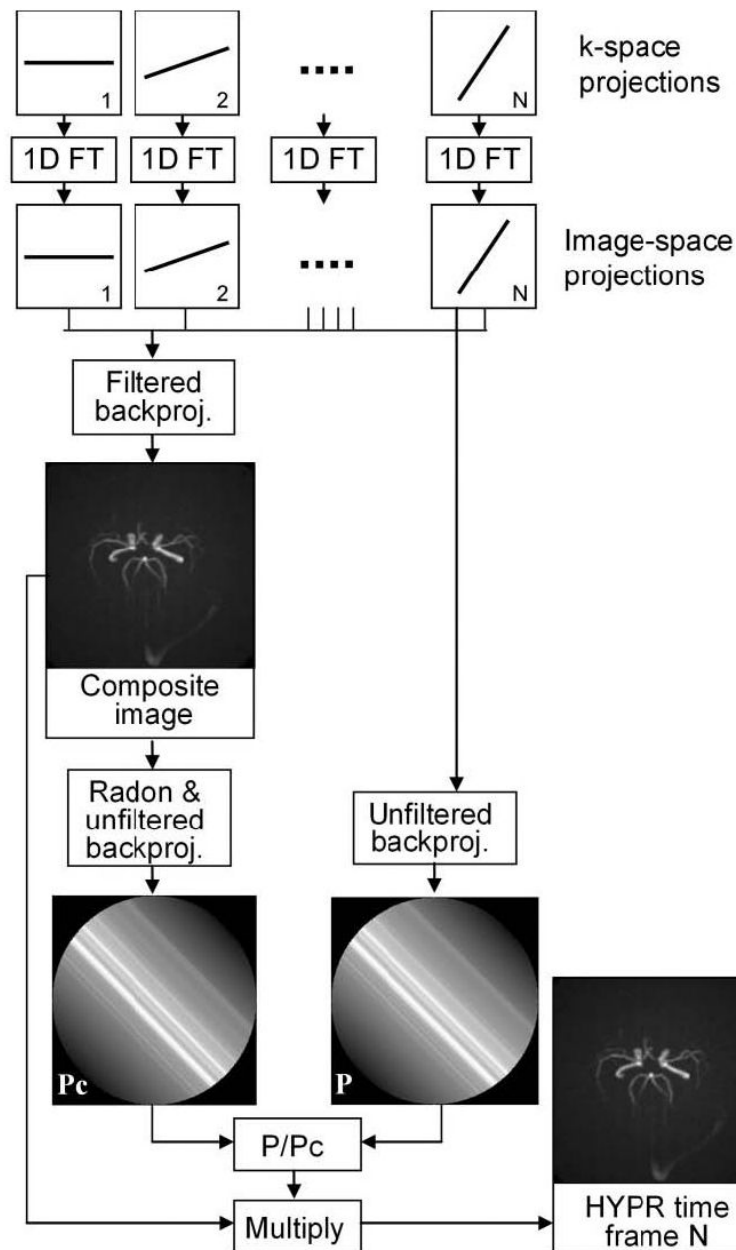 k-space
projections
1
2
N
1D FT
1D FT
1D FT
1D FT
Image-space
projections
1
2
N
Filtered
backproj.
Composite
image
Radon &
unfiltered
backproj.
Unfiltered
backproj.
Pc
P
P/Pc
Multiply
HYPR time
frame N